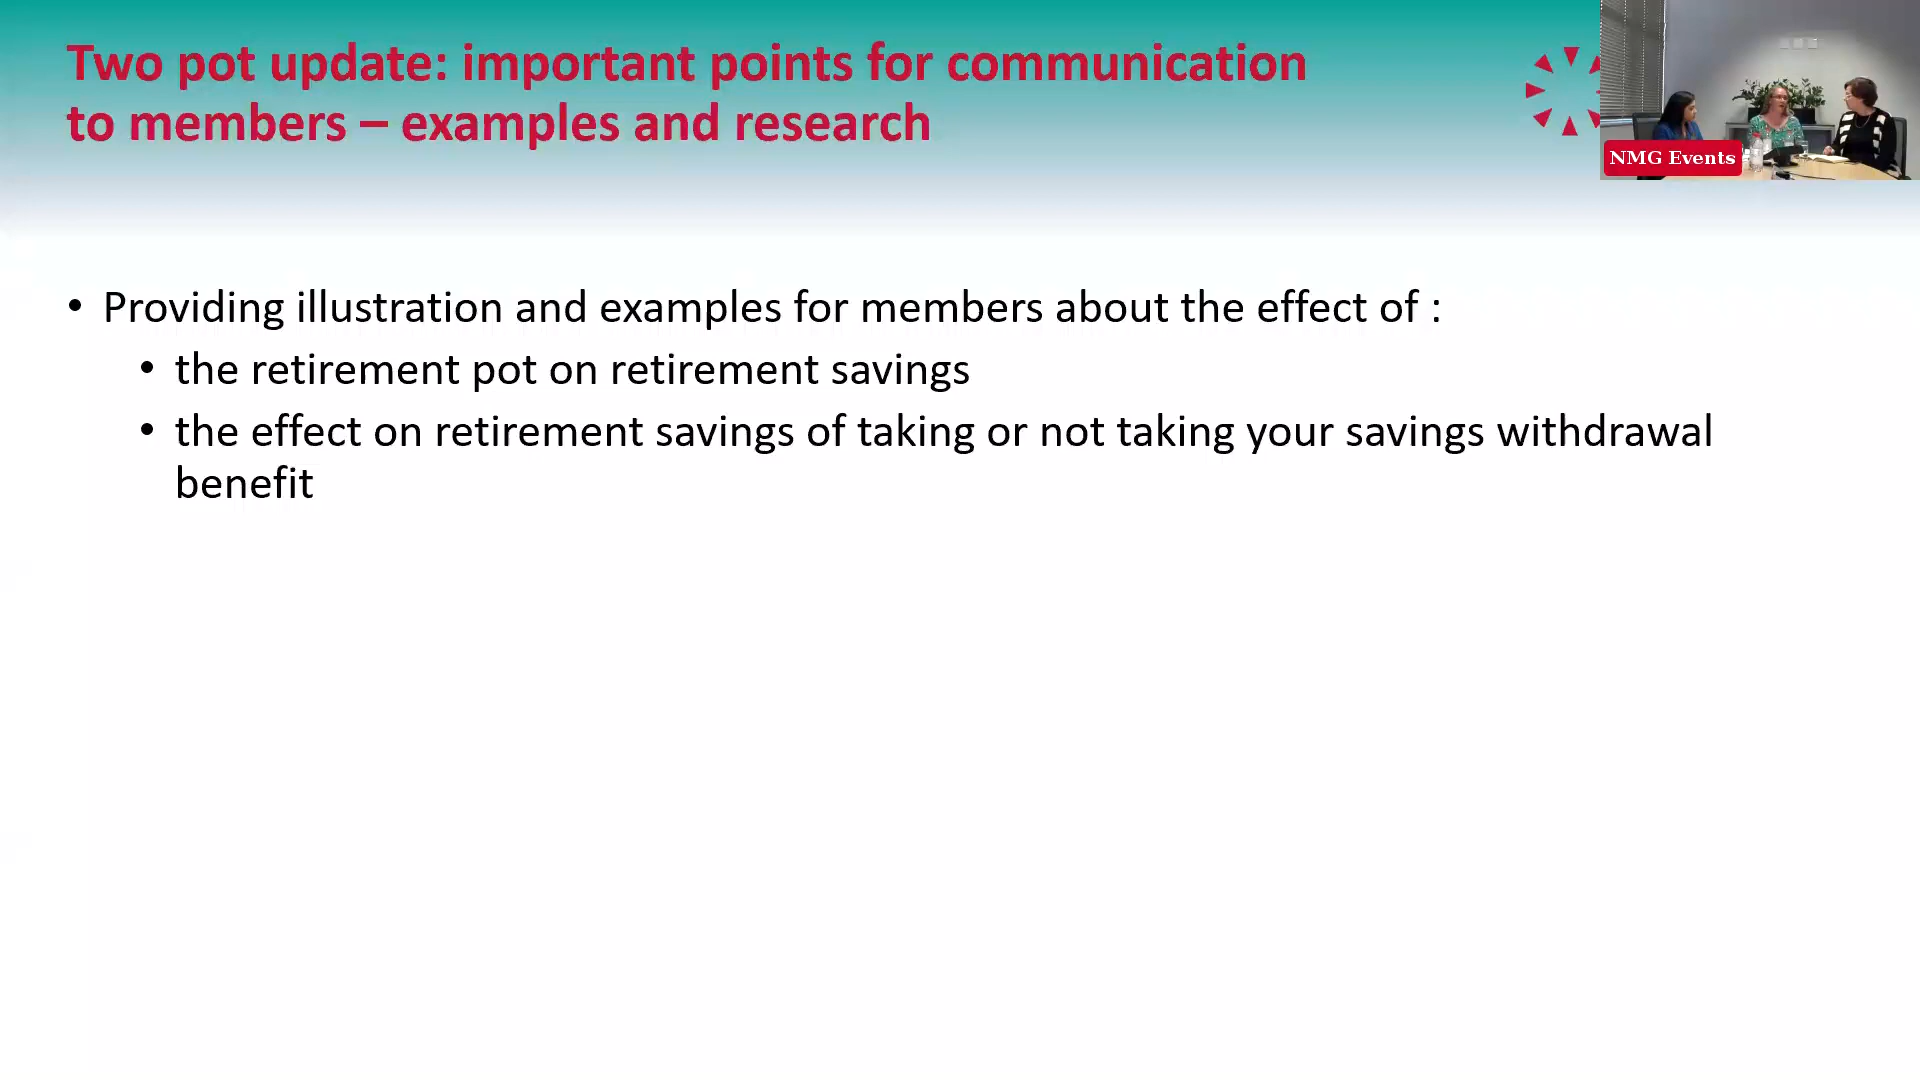 Two pot update: important points for communication
to members – examples and research
NMG Events
• Providing illustration and examples for members about the effect of :
• the retirement pot on retirement savings
• the effect on retirement savings of taking or not taking your savings withdrawal
benefit